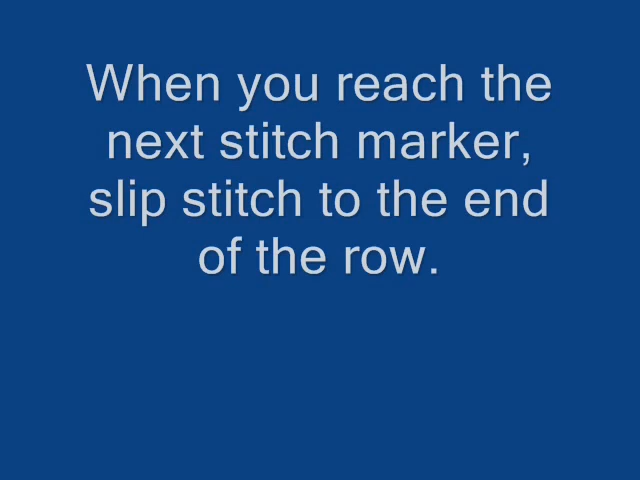 When you reach the
next stitch marker,
slip stitch to the end
of the row.